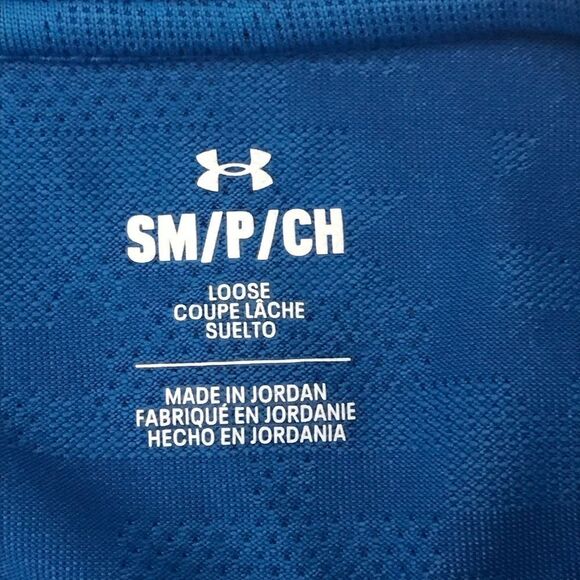 SM/P/CH
LOOSE
COUPE LÂCHE
SUELTO
MADE IN JORDAN
FABRIQUÉ EN JORDANIE
HECHO EN JORDANIA